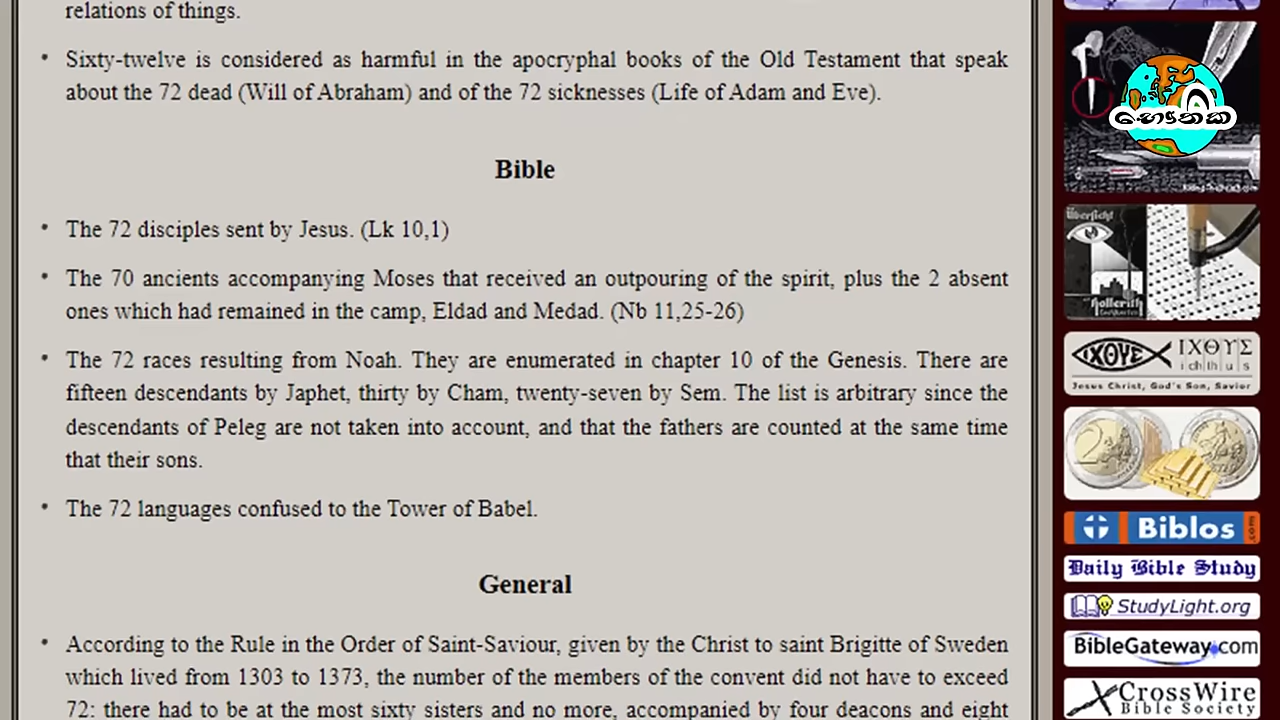 relations of things.
• Sixty-twelve is considered as harmful in the apocryphal books of the Old Testament that speak
about the 72 dead (Will of Abraham) and of the 72 sicknesses (Life of Adam and Eve).
Bible
• The 72 disciples sent by Jesus. (Lk 10,1)
• The 70 ancients accompanying Moses that received an outpouring of the spirit, plus the 2 absent
ones which had remained in the camp, Eldad and Medad. (Nb 11,25-26)
• The 72 races resulting from Noah. They are enumerated in chapter 10 of the Genesis. There are
fifteen descendants by Japhet, thirty by Cham, twenty-seven by Sem. The list is arbitrary since the
descendants of Peleg are not taken into account, and that the fathers are counted at the same time
that their sons.
• The 72 languages confused to the Tower of Babel.
General
• According to the Rule in the Order of Saint-Saviour, given by the Christ to saint Brigitte of Sweden
which lived from 1303 to 1373, the number of the members of the convent did not have to exceed
72: there had to be at the most sixty sisters and no more, accompanied by four deacons and eight
භෞතික
Übersicht
Hollerith
ΙΧΘΥΣ ΙΧΘΥΣ
i ch th u s
Jesus Christ, God's Son, Savior
2
Biblos.com
Daily Bible Study
StudyLight.org
BibleGateway.com
CrossWire
Bible Society